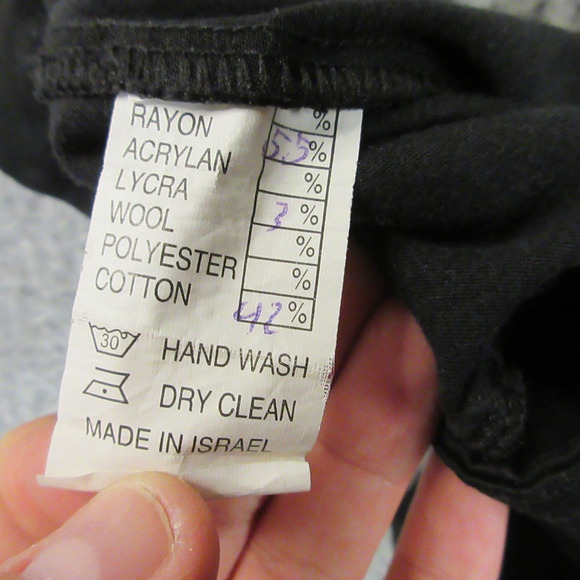 %
RAYON 55%
ACRYLAN %
LYCRA 3%
WOOL %
POLYESTER %
COTTON 42%
30° HAND WASH
DRY CLEAN
MADE IN ISRAEL